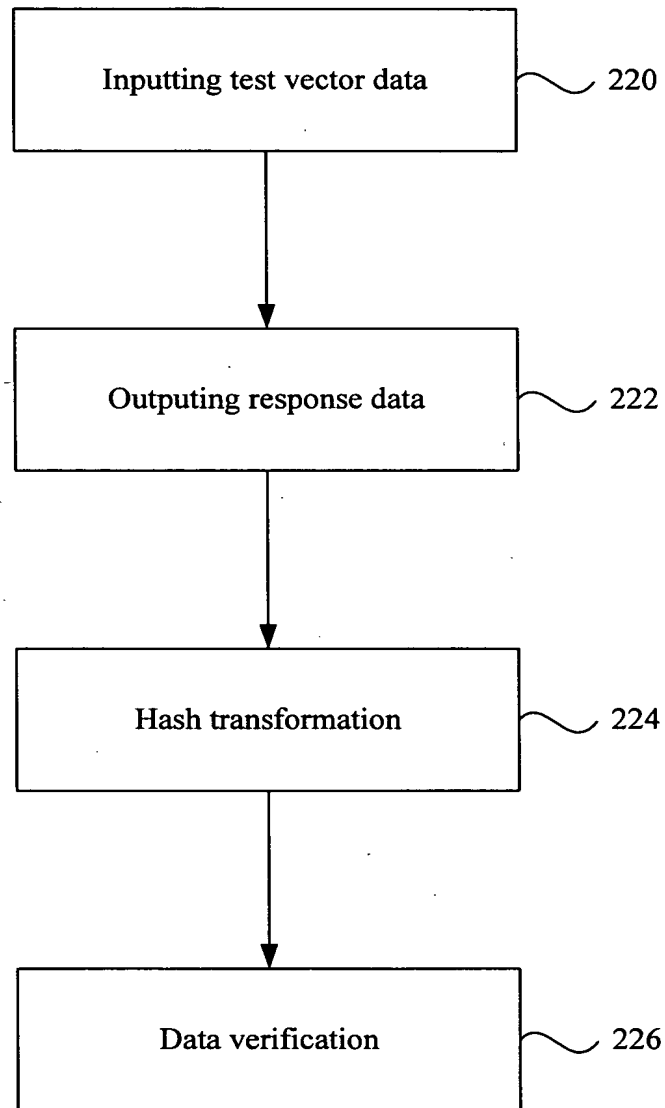 Inputting test vector data
220
Outputing response data
222
Hash transformation
224
Data verification
226